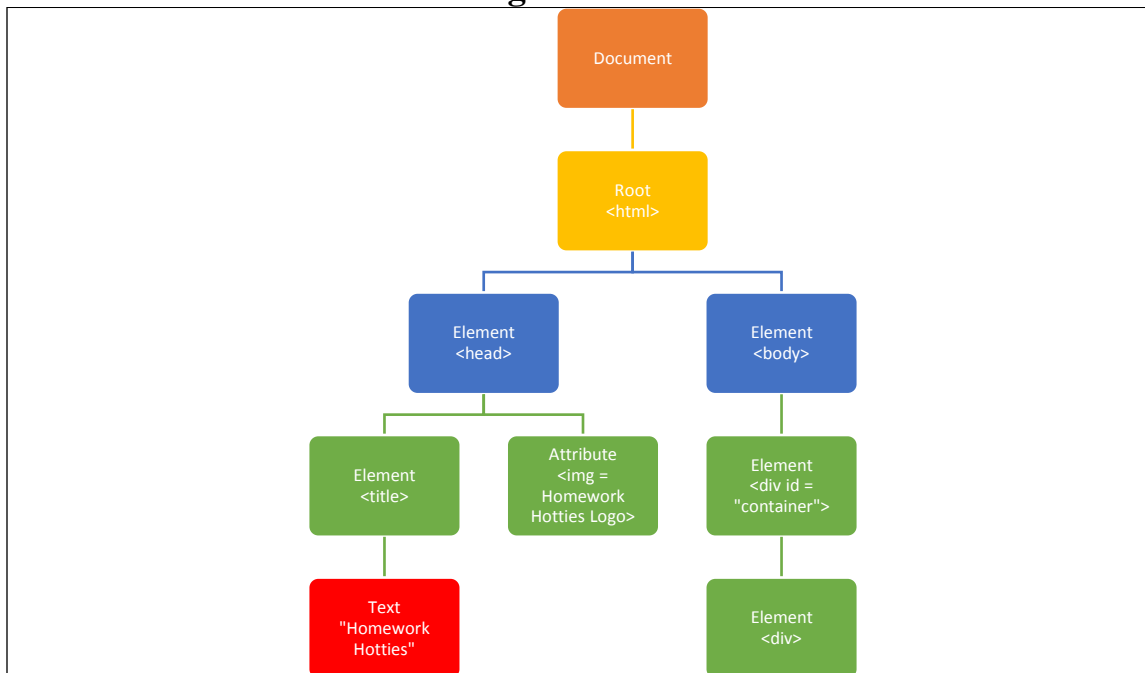 Document
Root
<html>
Element
<head>
Element
<body>
Element
<title>
Attribute
<img =
Homework
Hotties Logo>
Element
<div id =
"container">
Text
"Homework
Hotties"
Element
<div>